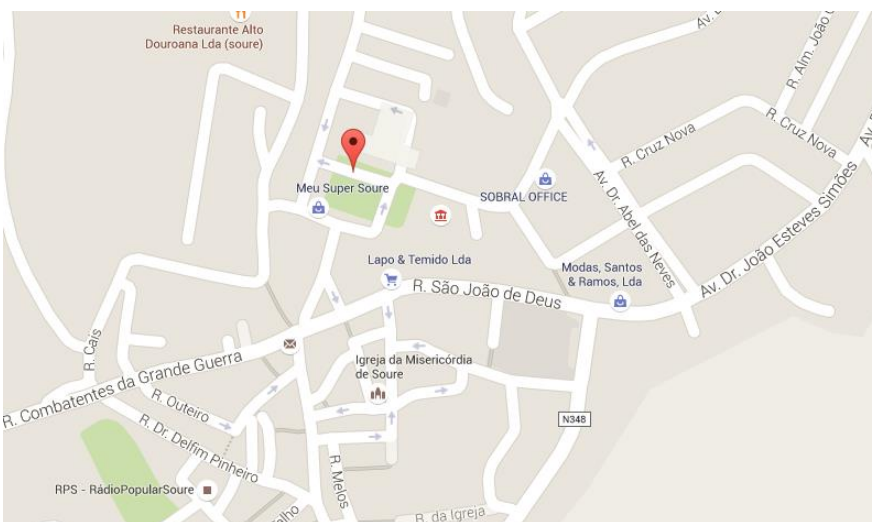 Restaurante Alto
Douroana Lda (soure)
Av. D
R. Alm. João
R. Cruz Nova
R. Cruz Nova
Av.
Meu Super Soure
SOBRAL OFFICE
Av. Dr. Abel das Neves
Av. Dr. João Esteves Simões
Lapo & Temido Lda
Modas, Santos
& Ramos, Lda
R. São João de Deus
R. Cais
R. Combatentes da Grande Guerra
Igreja da Misericórdia
de Soure
R. Outeiro
R. Dr. Delfim Pinheiro
N348
R. Melos
RPS - RádioPopularSoure
R. da Igreja